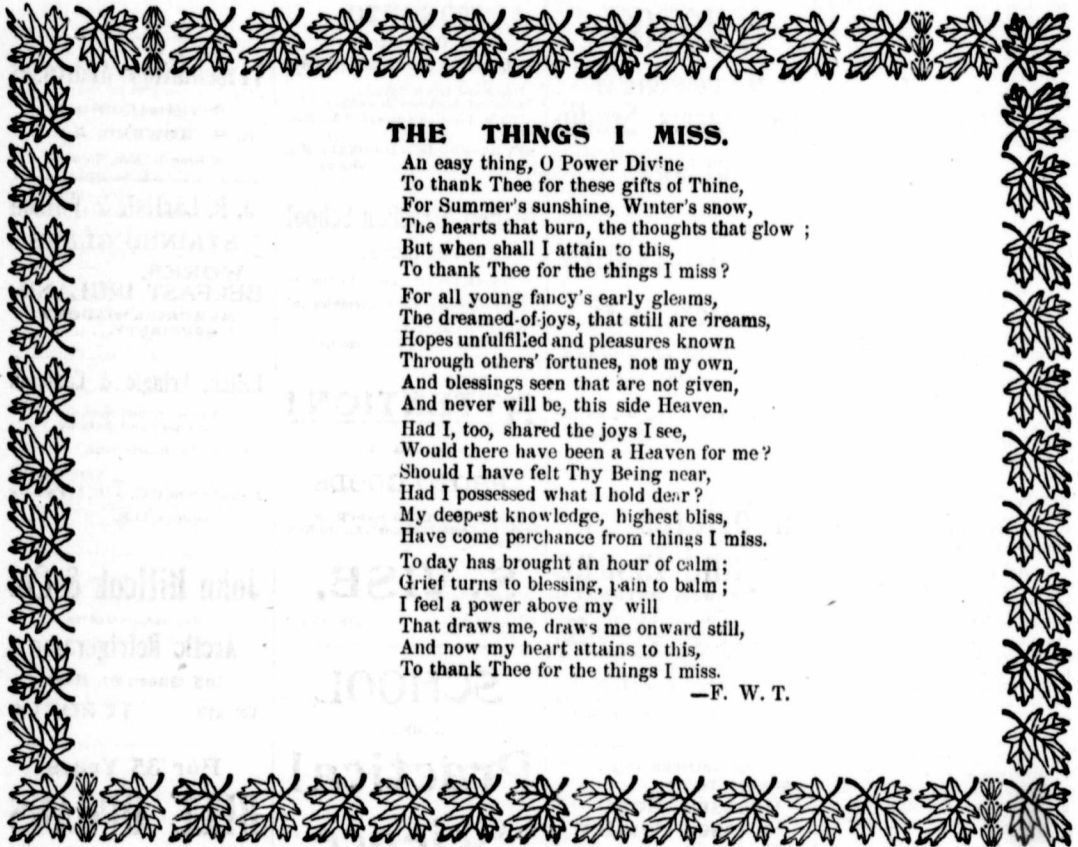 THE THINGS I MISS.
An easy thing, O Power Divine
To thank Thee for these gifts of Thine,
For Summer's sunshine, Winter's snow,
The hearts that burn, the thoughts that glow ;
But when shall I attain to this,
To thank Thee for the things I miss?
For all young fancy's early gleams,
The dreamed-of-joys, that still are dreams,
Hopes unfulfilled and pleasures known
Through others' fortunes, not my own,
And blessings seen that are not given,
And never will be, this side Heaven.
Had I, too, shared the joys I see,
Would there have been a Heaven for me?
Should I have felt Thy Being near,
Had I possessed what I hold dear?
My deepest knowledge, highest bliss,
Have come perchance from things I miss.
Today has brought an hour of calm;
Grief turns to blessing, pain to balm;
I feel a power above my will
That draws me, draws me onward still,
And now my heart attains to this,
To thank Thee for the things I miss.
—F. W. T.